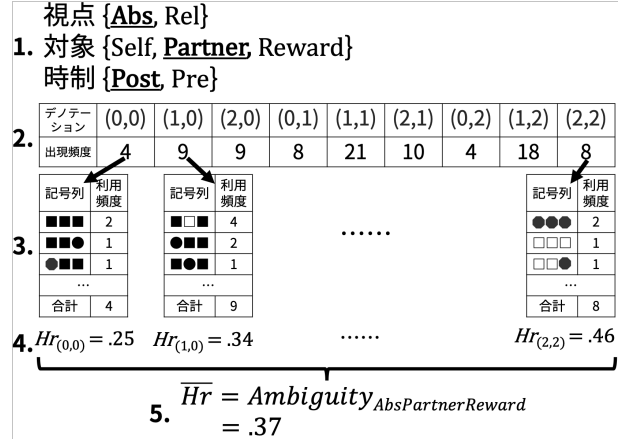 視点 {Abs, Rel}
1. 対象 {Self, Partner, Reward}
時制 {Post, Pre}
2.
デノテーション (0,0) (1,0) (2,0) (0,1) (1,1) (2,1) (0,2) (1,2) (2,2)
出現頻度 4 9 9 8 21 10 4 18 8
3.
記号列 利用頻度
■■■ 2
■■● 1
●■■ 1
…
合計 4
記号列 利用頻度
■□■ 4
●■■ 2
■●■ 1
…
合計 9
……
記号列 利用頻度
●●● 2
□□□ 1
□□● 1
…
合計 8
4. Hr(0,0) = .25 Hr(1,0) = .34 …… Hr(2,2) = .46
5. H̅r̅ = Ambiguity AbsPartnerReward
= .37